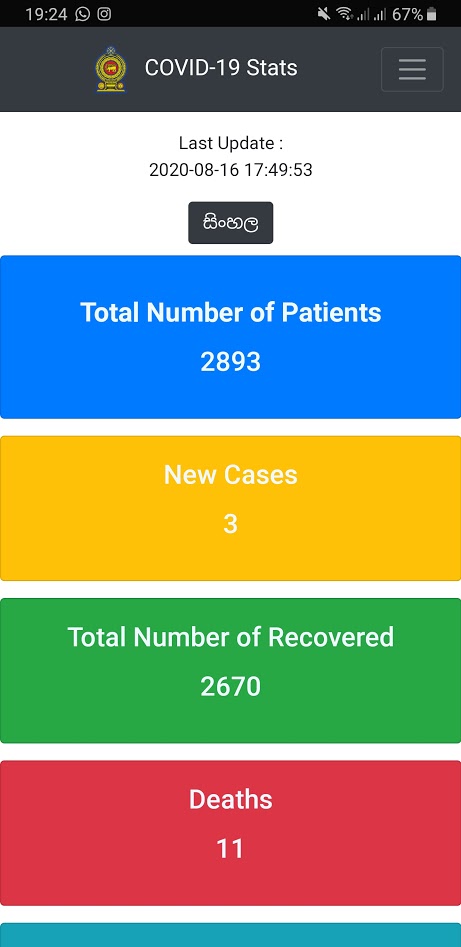 19:24
67%
COVID-19 Stats
Last Update :
2020-08-16 17:49:53
සිංහල
Total Number of Patients
2893
New Cases
3
Total Number of Recovered
2670
Deaths
11